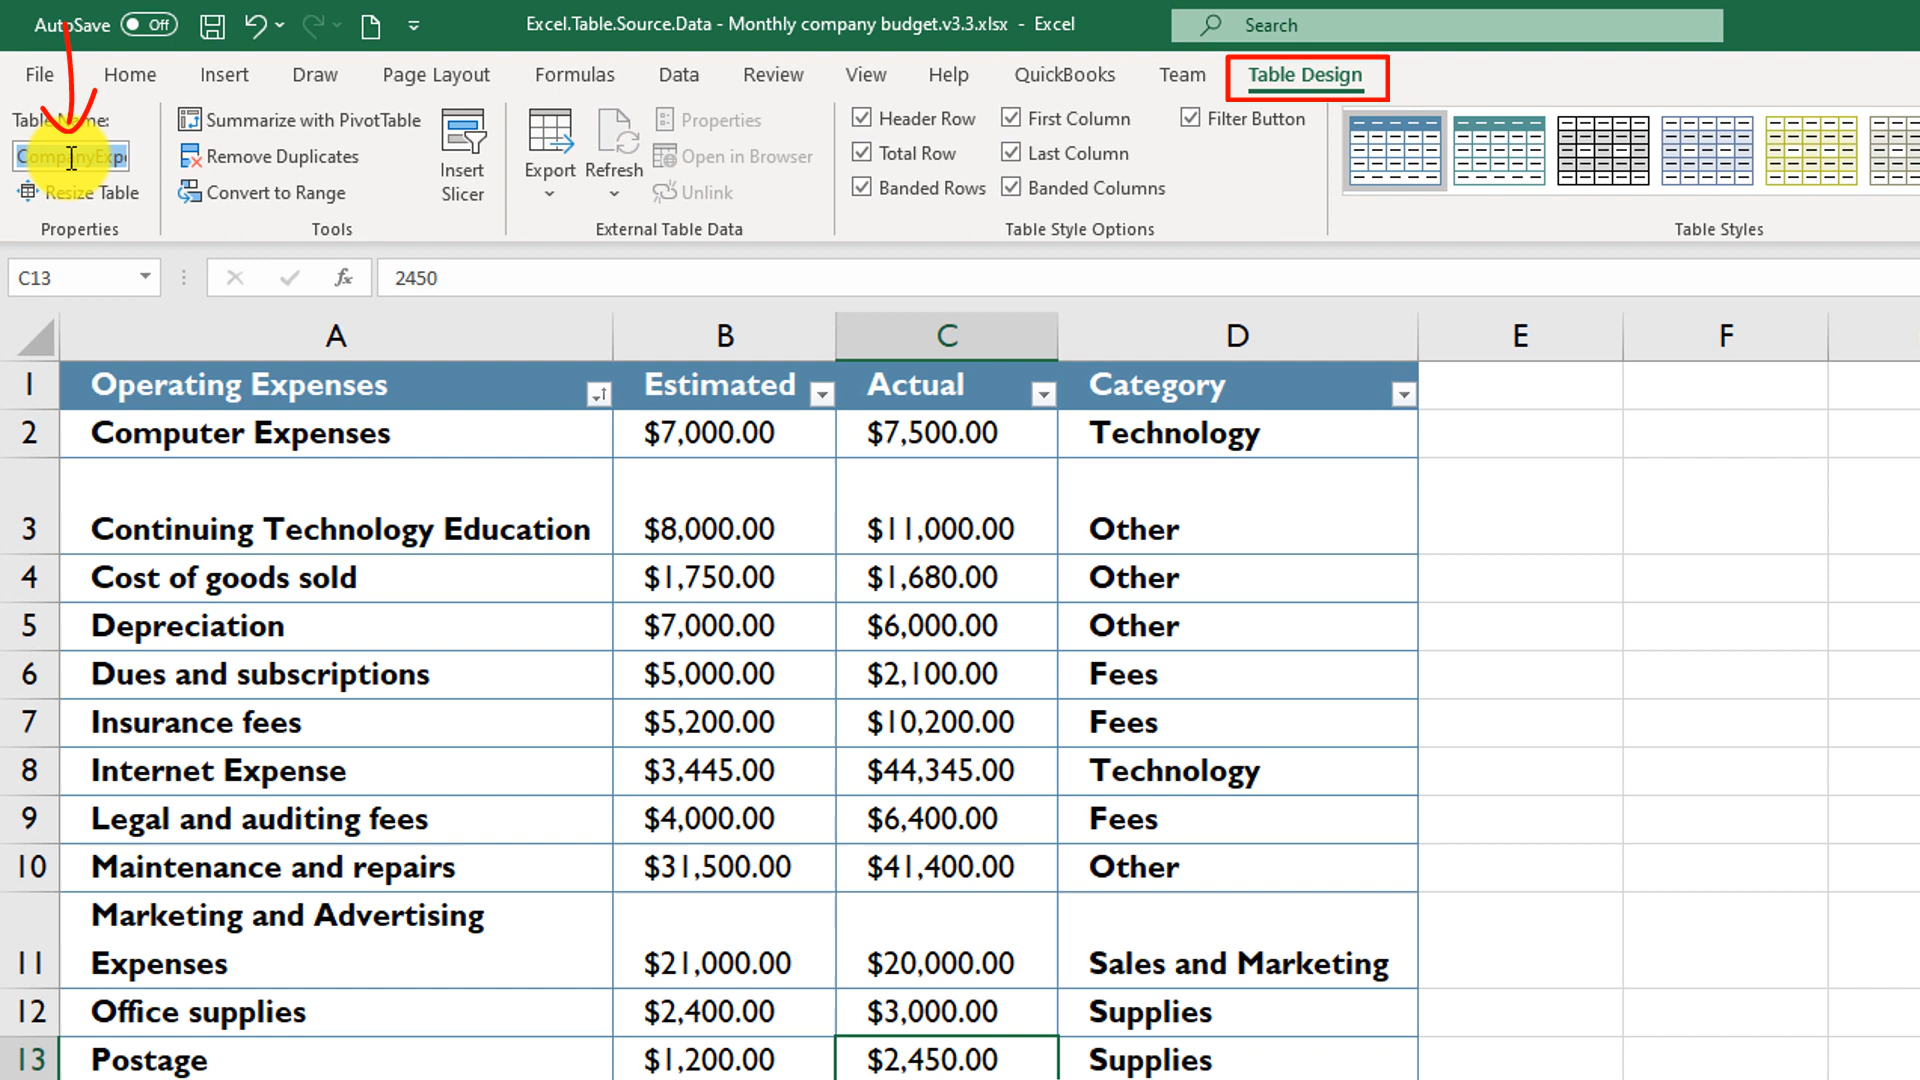 AutoSave Off Excel.Table.Source.Data - Monthly company budget.v3.3.xlsx - Excel Search
File Home Insert Draw Page Layout Formulas Data Review View Help QuickBooks Team Table Design
Table Name:
CompanyExp
Resize Table
Properties
Summarize with PivotTable
Remove Duplicates
Convert to Range
Tools
Insert
Slicer
Export
Refresh
Properties
Open in Browser
Unlink
External Table Data
Header Row First Column Filter Button
Total Row Last Column
Banded Rows Banded Columns
Table Style Options
Table Styles
C13 fx 2450
A B C D E F
1 Operating Expenses Estimated Actual Category
2 Computer Expenses $7,000.00 $7,500.00 Technology
3 Continuing Technology Education $8,000.00 $11,000.00 Other
4 Cost of goods sold $1,750.00 $1,680.00 Other
5 Depreciation $7,000.00 $6,000.00 Other
6 Dues and subscriptions $5,000.00 $2,100.00 Fees
7 Insurance fees $5,200.00 $10,200.00 Fees
8 Internet Expense $3,445.00 $44,345.00 Technology
9 Legal and auditing fees $4,000.00 $6,400.00 Fees
10 Maintenance and repairs $31,500.00 $41,400.00 Other
Marketing and Advertising
11 Expenses $21,000.00 $20,000.00 Sales and Marketing
12 Office supplies $2,400.00 $3,000.00 Supplies
13 Postage $1,200.00 $2,450.00 Supplies